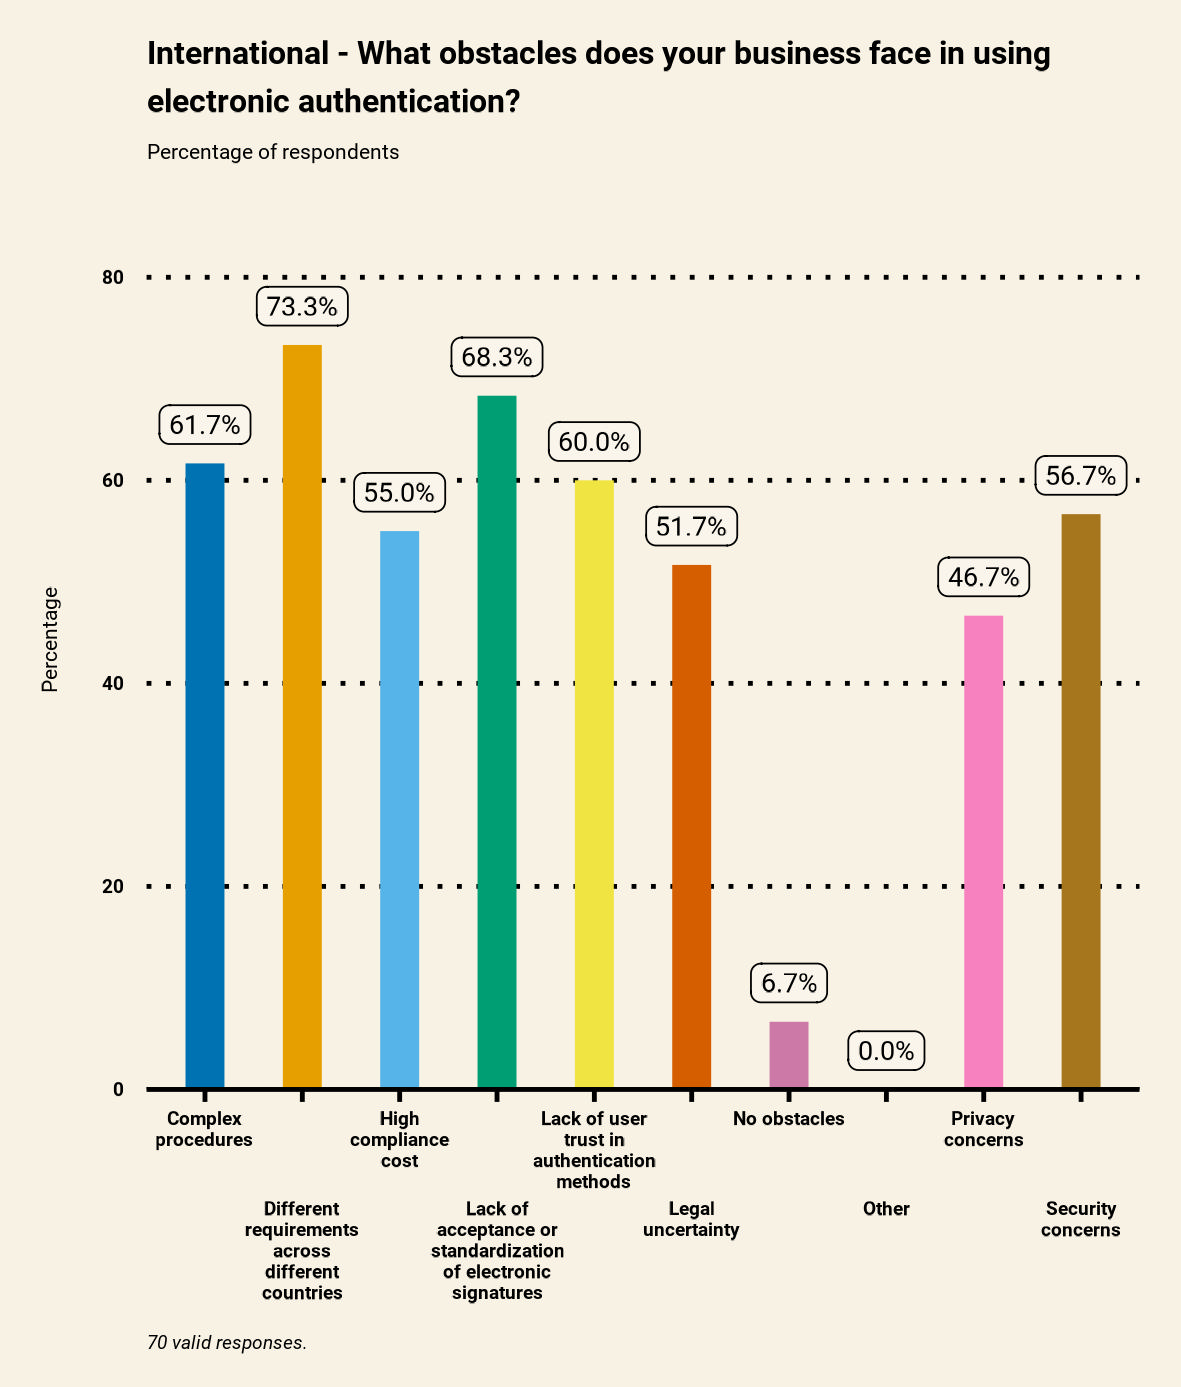 International - What obstacles does your business face in using
electronic authentication?
Percentage of respondents
80
60
40
20
0
Percentage
61.7%
73.3%
55.0%
68.3%
60.0%
51.7%
6.7%
0.0%
46.7%
56.7%
Complex
procedures
Different
requirements
across
different
countries
High
compliance
cost
Lack of
acceptance or
standardization
of electronic
signatures
Lack of user
trust in
authentication
methods
Legal
uncertainty
No obstacles
Other
Privacy
concerns
Security
concerns
70 valid responses.